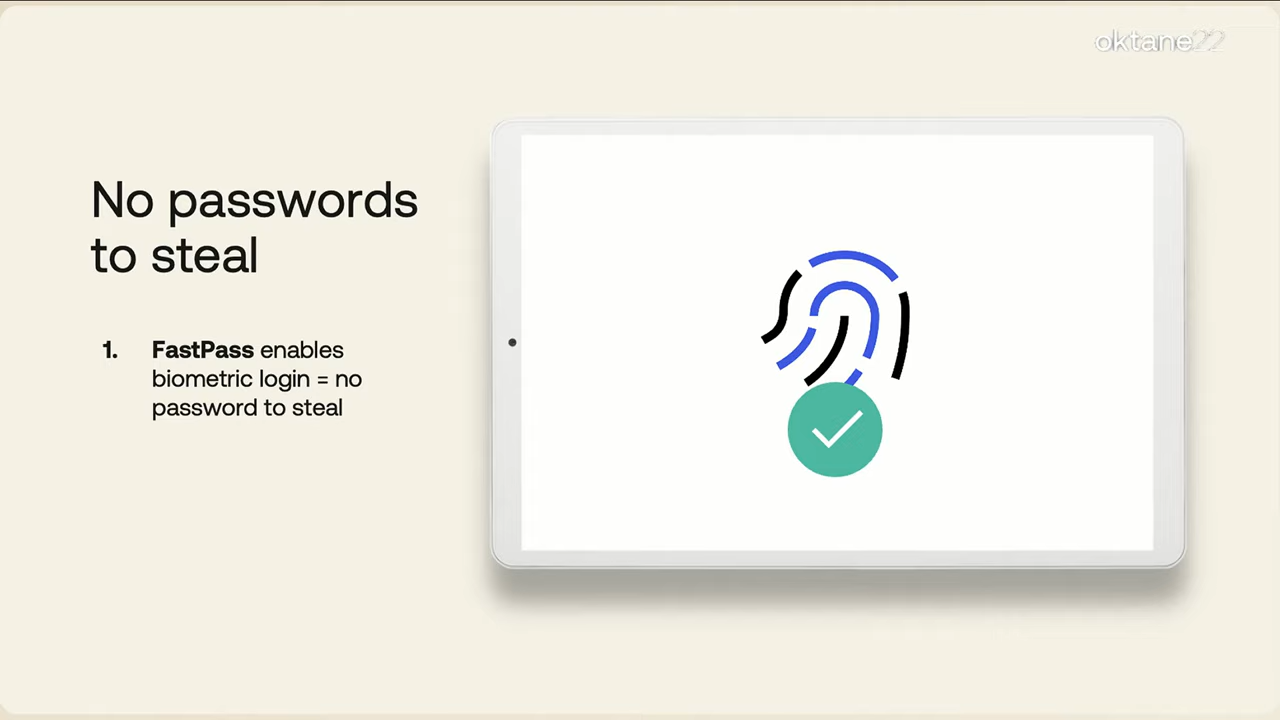 oktane22
No passwords
to steal
1. FastPass enables
biometric login = no
password to steal